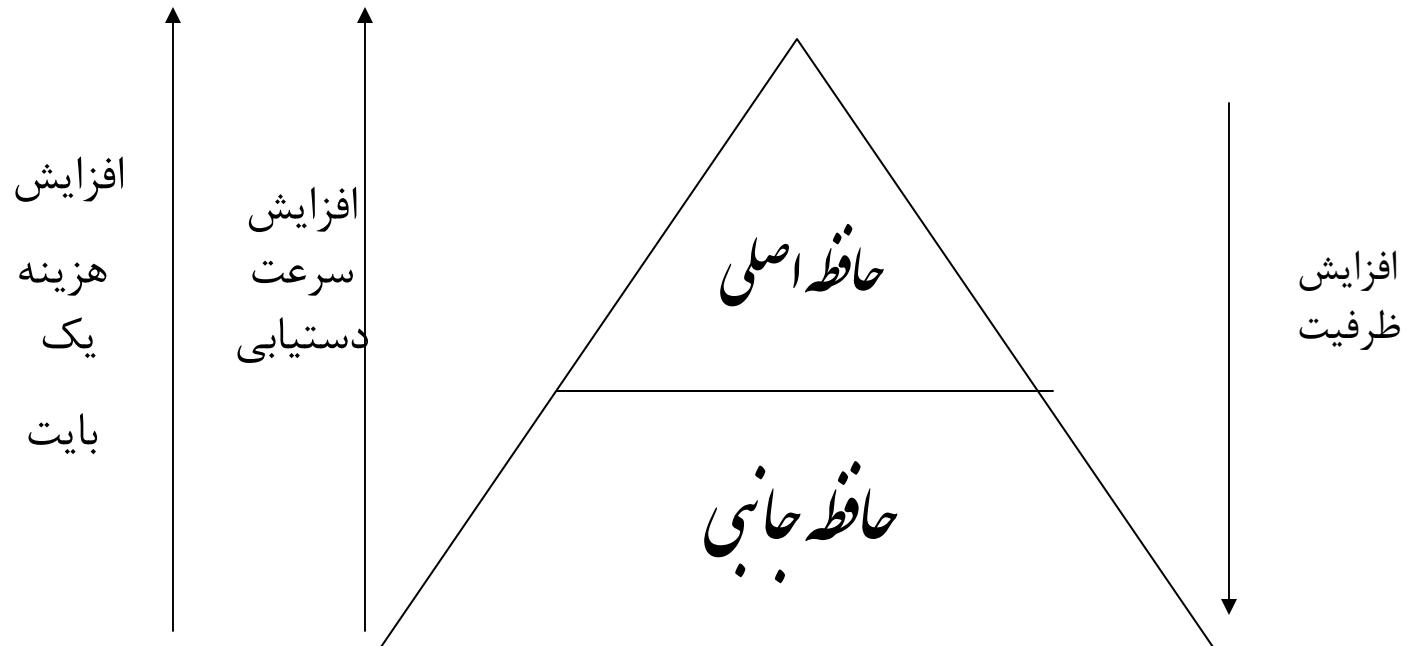 افزایش
هزینه
یک
بایت
افزایش
سرعت
دستیابی
حافظه اصلی
حافظه جانبی
افزایش
ظرفیت